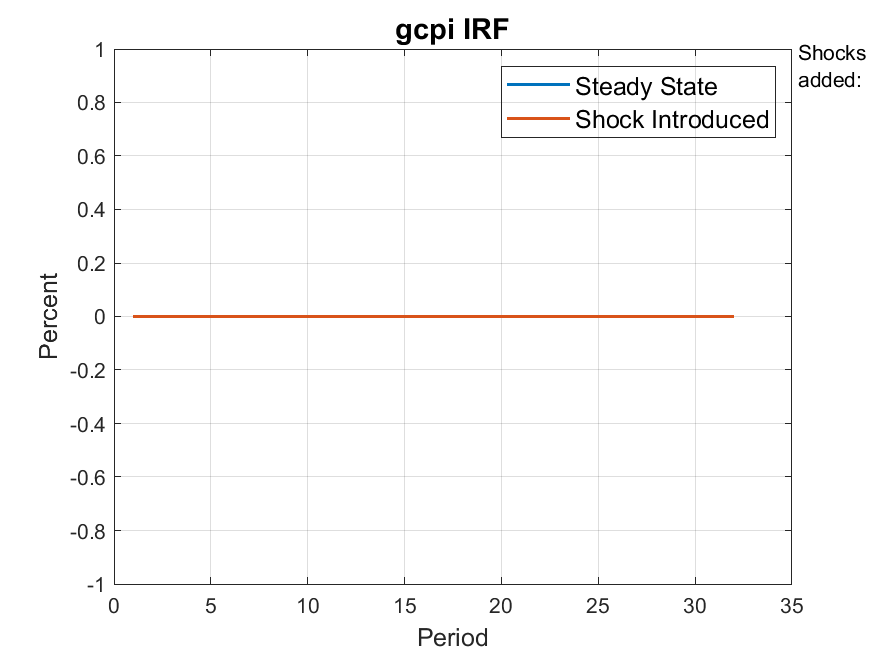 gcpi IRF
Shocks
added:
Steady State
Shock Introduced
1
0.8
0.6
0.4
0.2
0
-0.2
-0.4
-0.6
-0.8
-1
Percent
0 5 10 15 20 25 30 35
Period